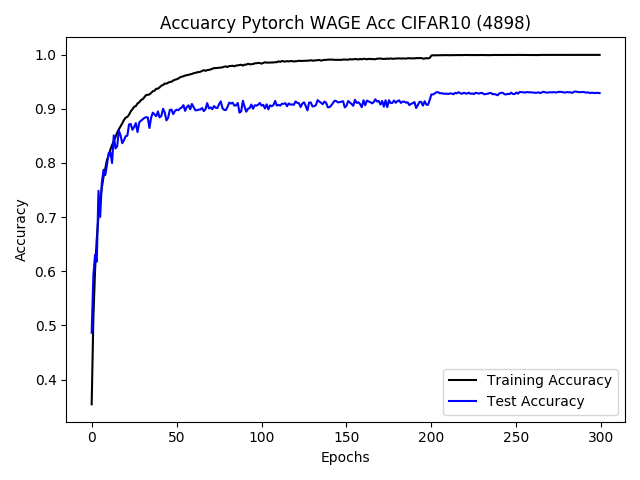 Accuarcy Pytorch WAGE Acc CIFAR10 (4898)
1.0
0.9
0.8
0.7
0.6
0.5
0.4
Accuracy
0
50
100
150
200
250
300
Epochs
Training Accuracy
Test Accuracy